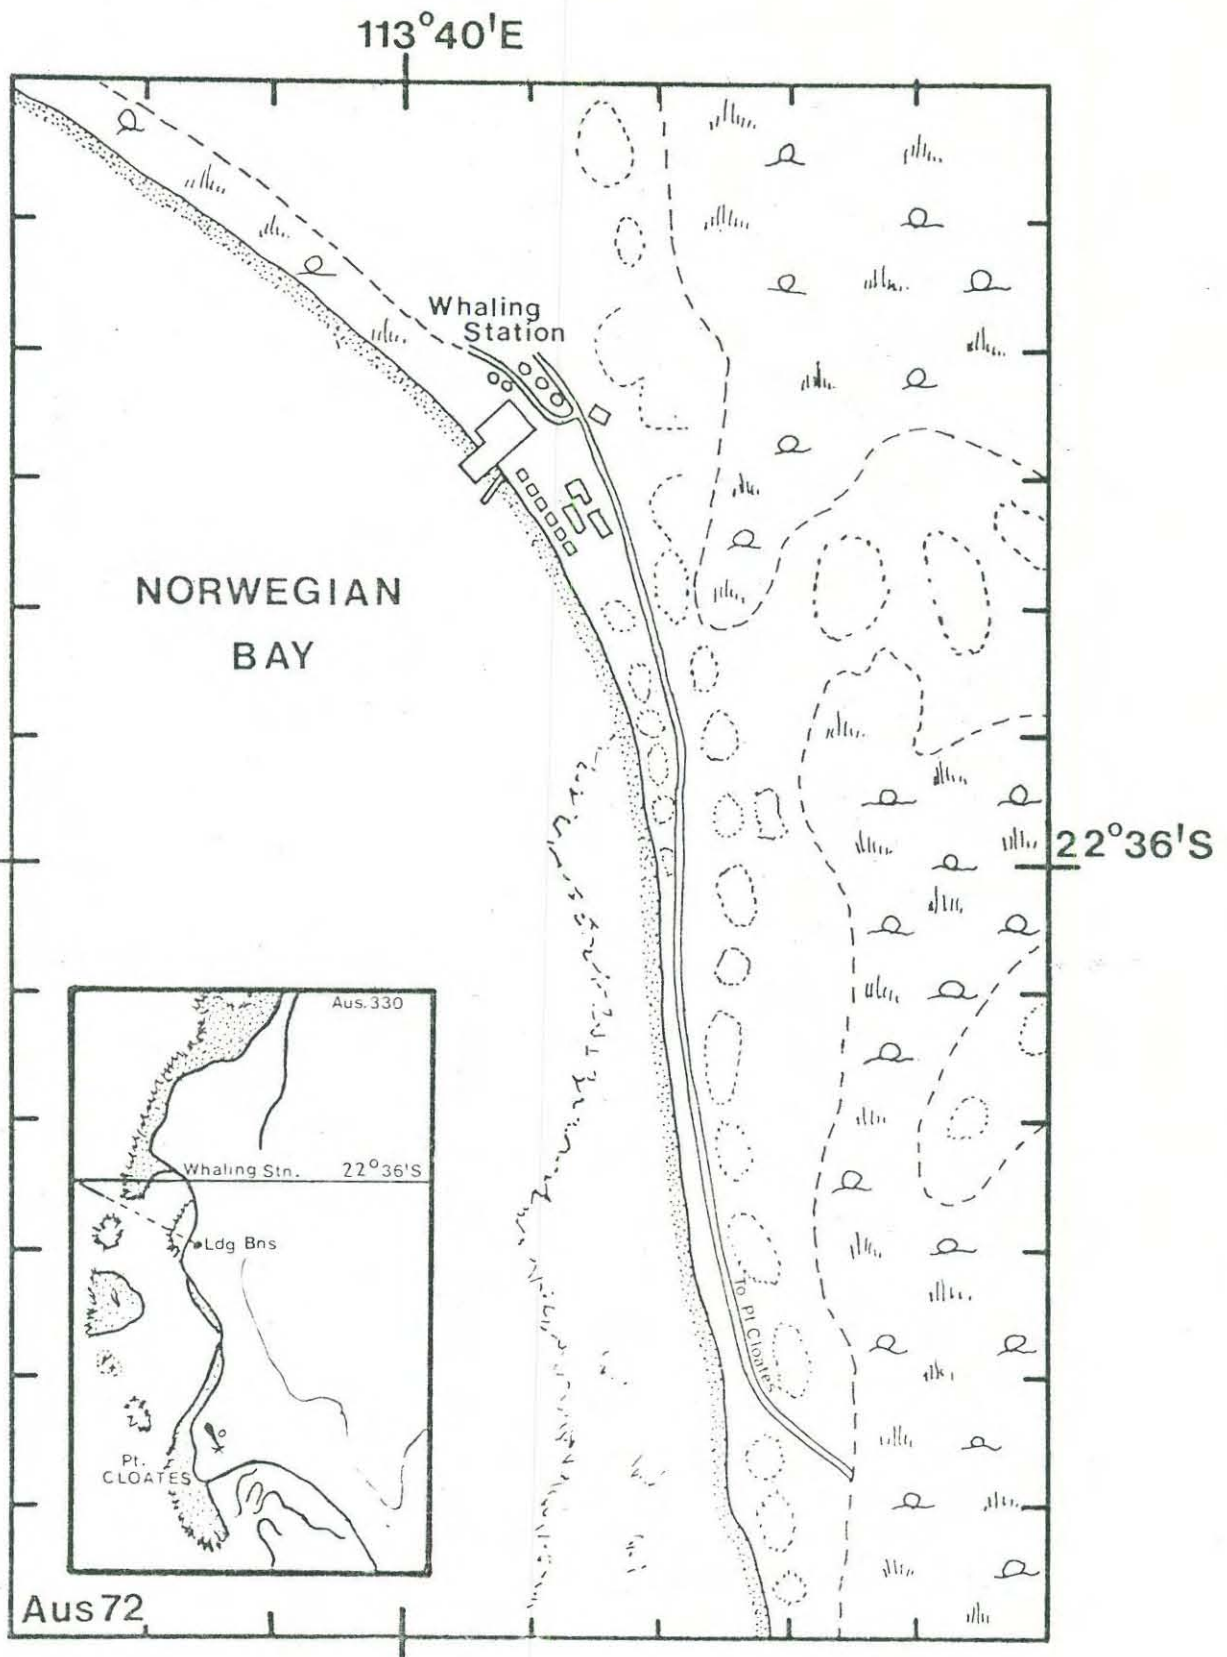 113°40'E
Whaling
Station
NORWEGIAN
BAY
22°36'S
Aus.330
Whaling Stn. 22°36'S
Ldg Bns
To Pt Cloates
Pt.
CLOATES
Aus72